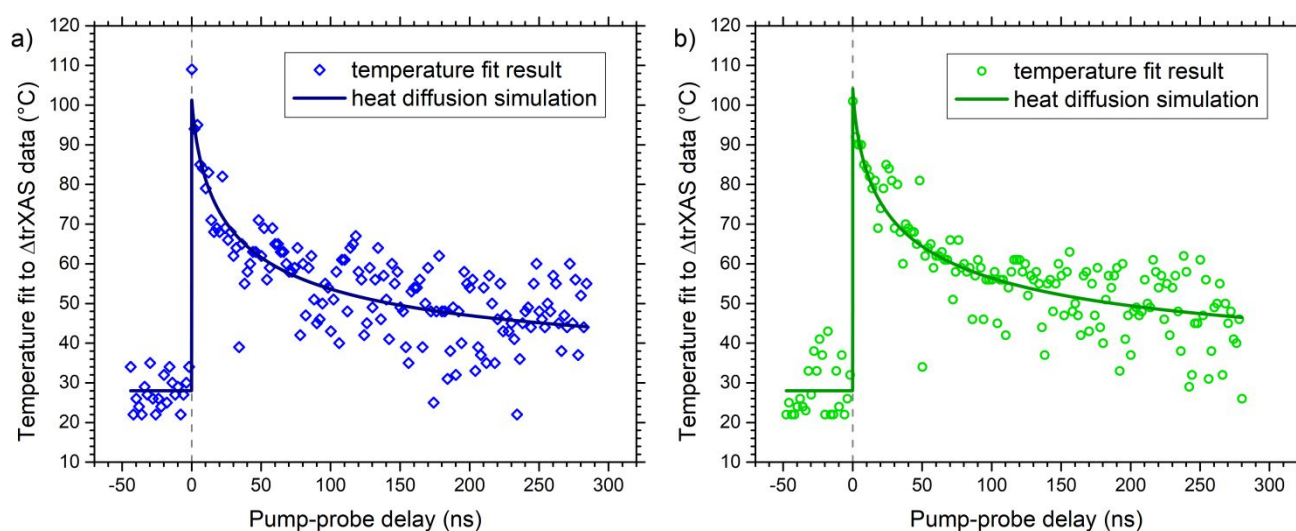 a)
120
110
100
90
80
70
60
50
40
30
20
10
Temperature fit to ΔtrXAS data (°C)
temperature fit result
heat diffusion simulation
-50 0 50 100 150 200 250 300
Pump-probe delay (ns)
b)
120
110
100
90
80
70
60
50
40
30
20
10
Temperature fit to ΔtrXAS data (°C)
temperature fit result
heat diffusion simulation
-50 0 50 100 150 200 250 300
Pump-probe delay (ns)